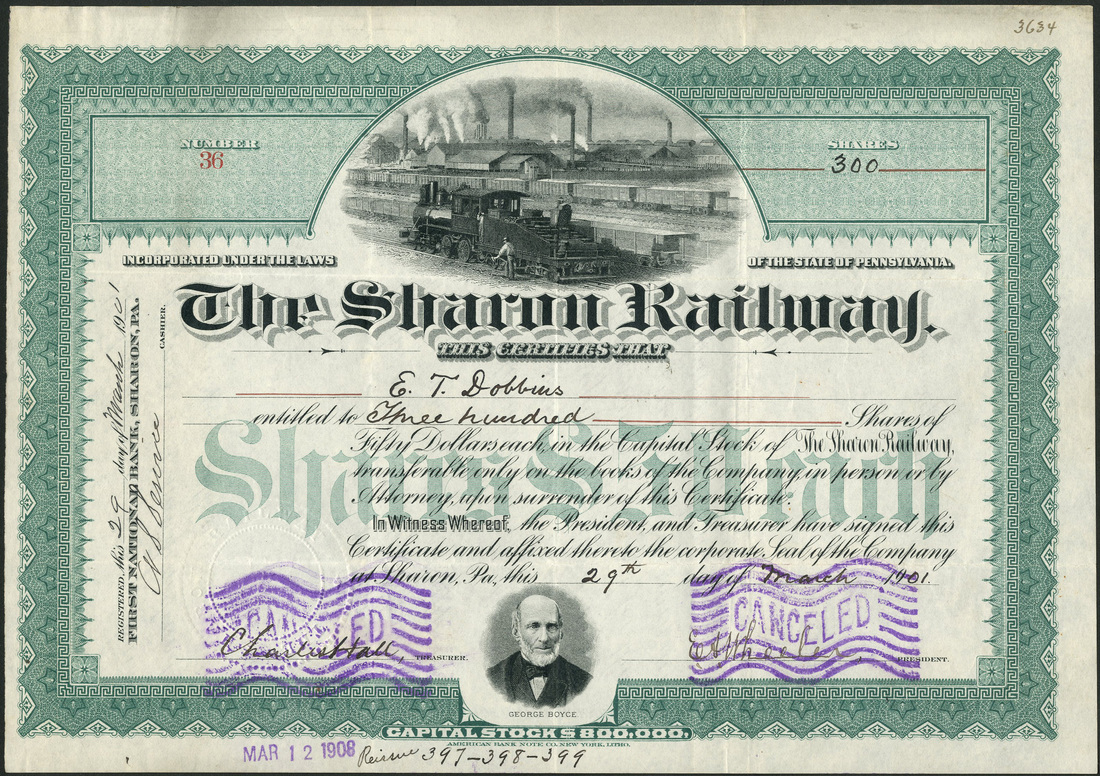 3634
NUMBER
36
SHARES
300
INCORPORATED UNDER THE LAWS
OF THE STATE OF PENNSYLVANIA.
The Sharon Railway.
THIS CERTIFIES THAT
E. T. Dobbins
entitled to Three hundred Shares of
Fifty Dollars each, in the Capital Stock of The Sharon Railway,
transferable only on the books of the Company, in person or by
Attorney, upon surrender of this Certificate.
In Witness Whereof, the President, and Treasurer have signed this
Certificate and affixed thereto the corporate Seal of the Company
at Sharon, Pa, this 29th day of March 1901
CANCELED
CANCELED
TREASURER.
PRESIDENT.
GEORGE BOYCE
CAPITAL STOCK $800,000.
AMERICAN BANK NOTE CO. NEW YORK, LITHO.
MAR 12 1908
397-398-399
REGISTERED, this 29 day of March 1901
FIRST NATIONAL BANK, SHARON, PA.
CASHIER.